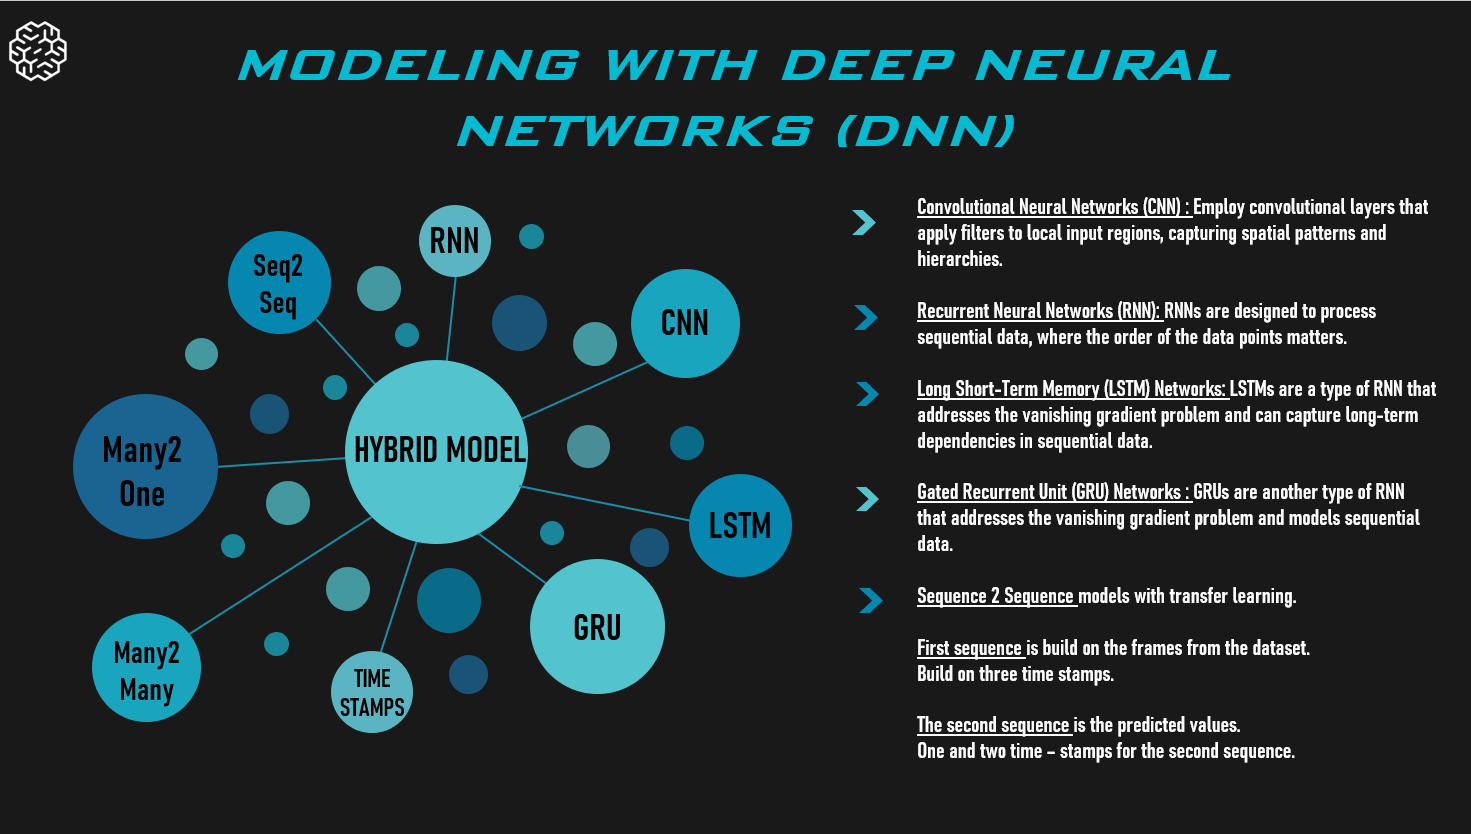 MODELING WITH DEEP NEURAL
NETWORKS (DNN)
RNN
Seq2
Seq
CNN
HYBRID MODEL
Many2
One
LSTM
GRU
Many2
Many
TIME
STAMPS
Convolutional Neural Networks (CNN) : Employ convolutional layers that
apply filters to local input regions, capturing spatial patterns and
hierarchies.
Recurrent Neural Networks (RNN): RNNs are designed to process
sequential data, where the order of the data points matters.
Long Short-Term Memory (LSTM) Networks: LSTMs are a type of RNN that
addresses the vanishing gradient problem and can capture long-term
dependencies in sequential data.
Gated Recurrent Unit (GRU) Networks : GRUs are another type of RNN
that addresses the vanishing gradient problem and models sequential
data.
Sequence 2 Sequence models with transfer learning.
First sequence is build on the frames from the dataset.
Build on three time stamps.
The second sequence is the predicted values.
One and two time – stamps for the second sequence.